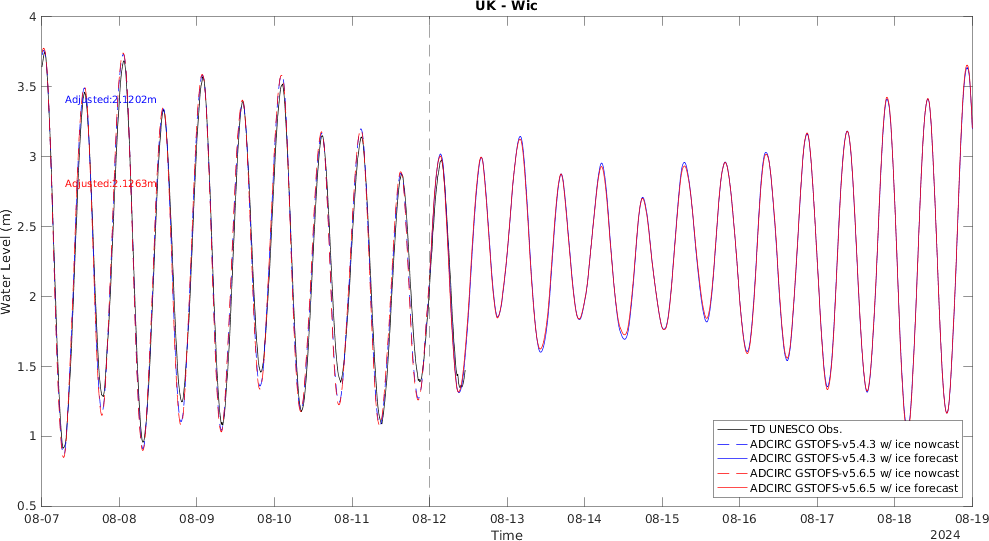 UK - Wic
4
3.5
3
2.5
2
1.5
1
0.5
Water Level (m)
Adjusted:2.1202m
Adjusted:2.1263m
TD UNESCO Obs.
ADCIRC GSTOFS-v5.4.3 w/ ice nowcast
ADCIRC GSTOFS-v5.4.3 w/ ice forecast
ADCIRC GSTOFS-v5.6.5 w/ ice nowcast
ADCIRC GSTOFS-v5.6.5 w/ ice forecast
08-07 08-08 08-09 08-10 08-11 08-12 08-13 08-14 08-15 08-16 08-17 08-18 08-19
Time
2024